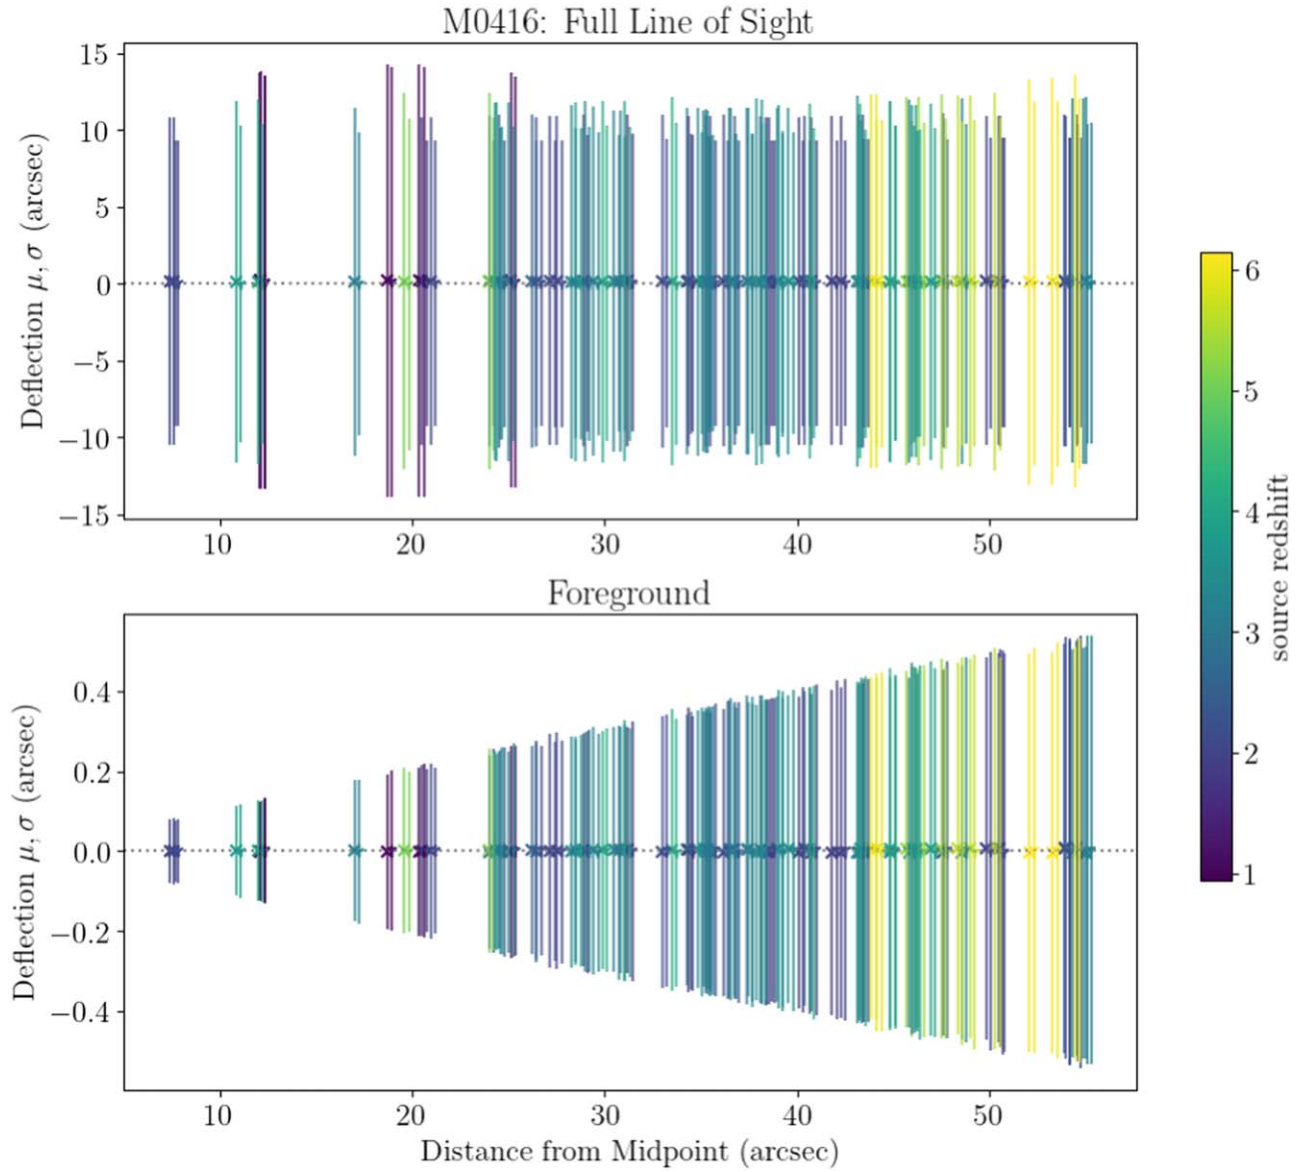 M0416: Full Line of Sight
Deflection μ, σ (arcsec)
15
10
5
0
−5
−10
−15
10 20 30 40 50
Foreground
Deflection μ, σ (arcsec)
0.4
0.2
0.0
−0.2
−0.4
10 20 30 40 50
Distance from Midpoint (arcsec)
6
5
4
3
2
1
source redshift